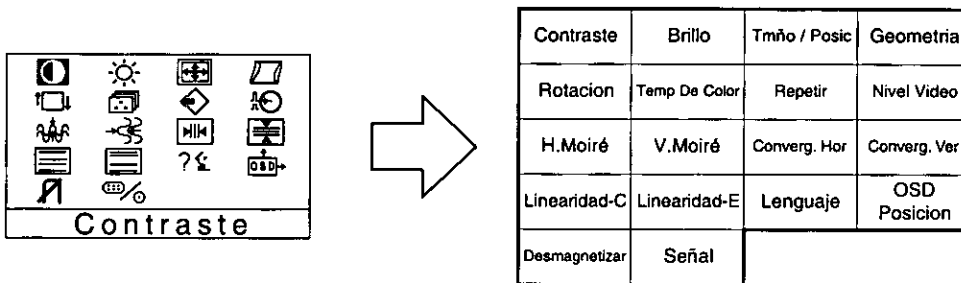 OSD
Contraste
Contraste Brillo Tmño / Posic Geometria
Rotacion Temp De Color Repetir Nivel Video
H.Moiré V.Moiré Converg. Hor Converg. Ver
Linearidad-C Linearidad-E Lenguaje OSD Posicion
Desmagnetizar Señal